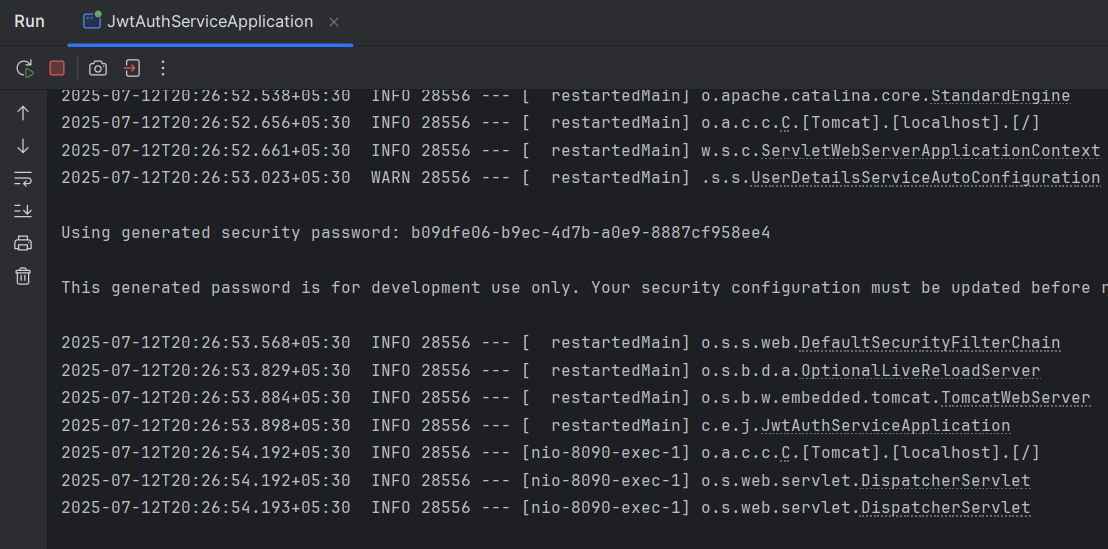 Run JwtAuthServiceApplication
2025-07-12T20:26:52.538+05:30  INFO 28556 --- [  restartedMain] o.apache.catalina.core.StandardEngine
2025-07-12T20:26:52.656+05:30  INFO 28556 --- [  restartedMain] o.a.c.c.C.[Tomcat].[localhost].[/]
2025-07-12T20:26:52.661+05:30  INFO 28556 --- [  restartedMain] w.s.c.ServletWebServerApplicationContext
2025-07-12T20:26:53.023+05:30  WARN 28556 --- [  restartedMain] .s.s.UserDetailsServiceAutoConfiguration
Using generated security password: b09dfe06-b9ec-4d7b-a0e9-8887cf958ee4
This generated password is for development use only. Your security configuration must be updated before
2025-07-12T20:26:53.568+05:30  INFO 28556 --- [  restartedMain] o.s.s.web.DefaultSecurityFilterChain
2025-07-12T20:26:53.829+05:30  INFO 28556 --- [  restartedMain] o.s.b.d.a.OptionalLiveReloadServer
2025-07-12T20:26:53.884+05:30  INFO 28556 --- [  restartedMain] o.s.b.w.embedded.tomcat.TomcatWebServer
2025-07-12T20:26:53.898+05:30  INFO 28556 --- [  restartedMain] c.e.j.JwtAuthServiceApplication
2025-07-12T20:26:54.192+05:30  INFO 28556 --- [nio-8090-exec-1] o.a.c.c.C.[Tomcat].[localhost].[/]
2025-07-12T20:26:54.192+05:30  INFO 28556 --- [nio-8090-exec-1] o.s.web.servlet.DispatcherServlet
2025-07-12T20:26:54.193+05:30  INFO 28556 --- [nio-8090-exec-1] o.s.web.servlet.DispatcherServlet